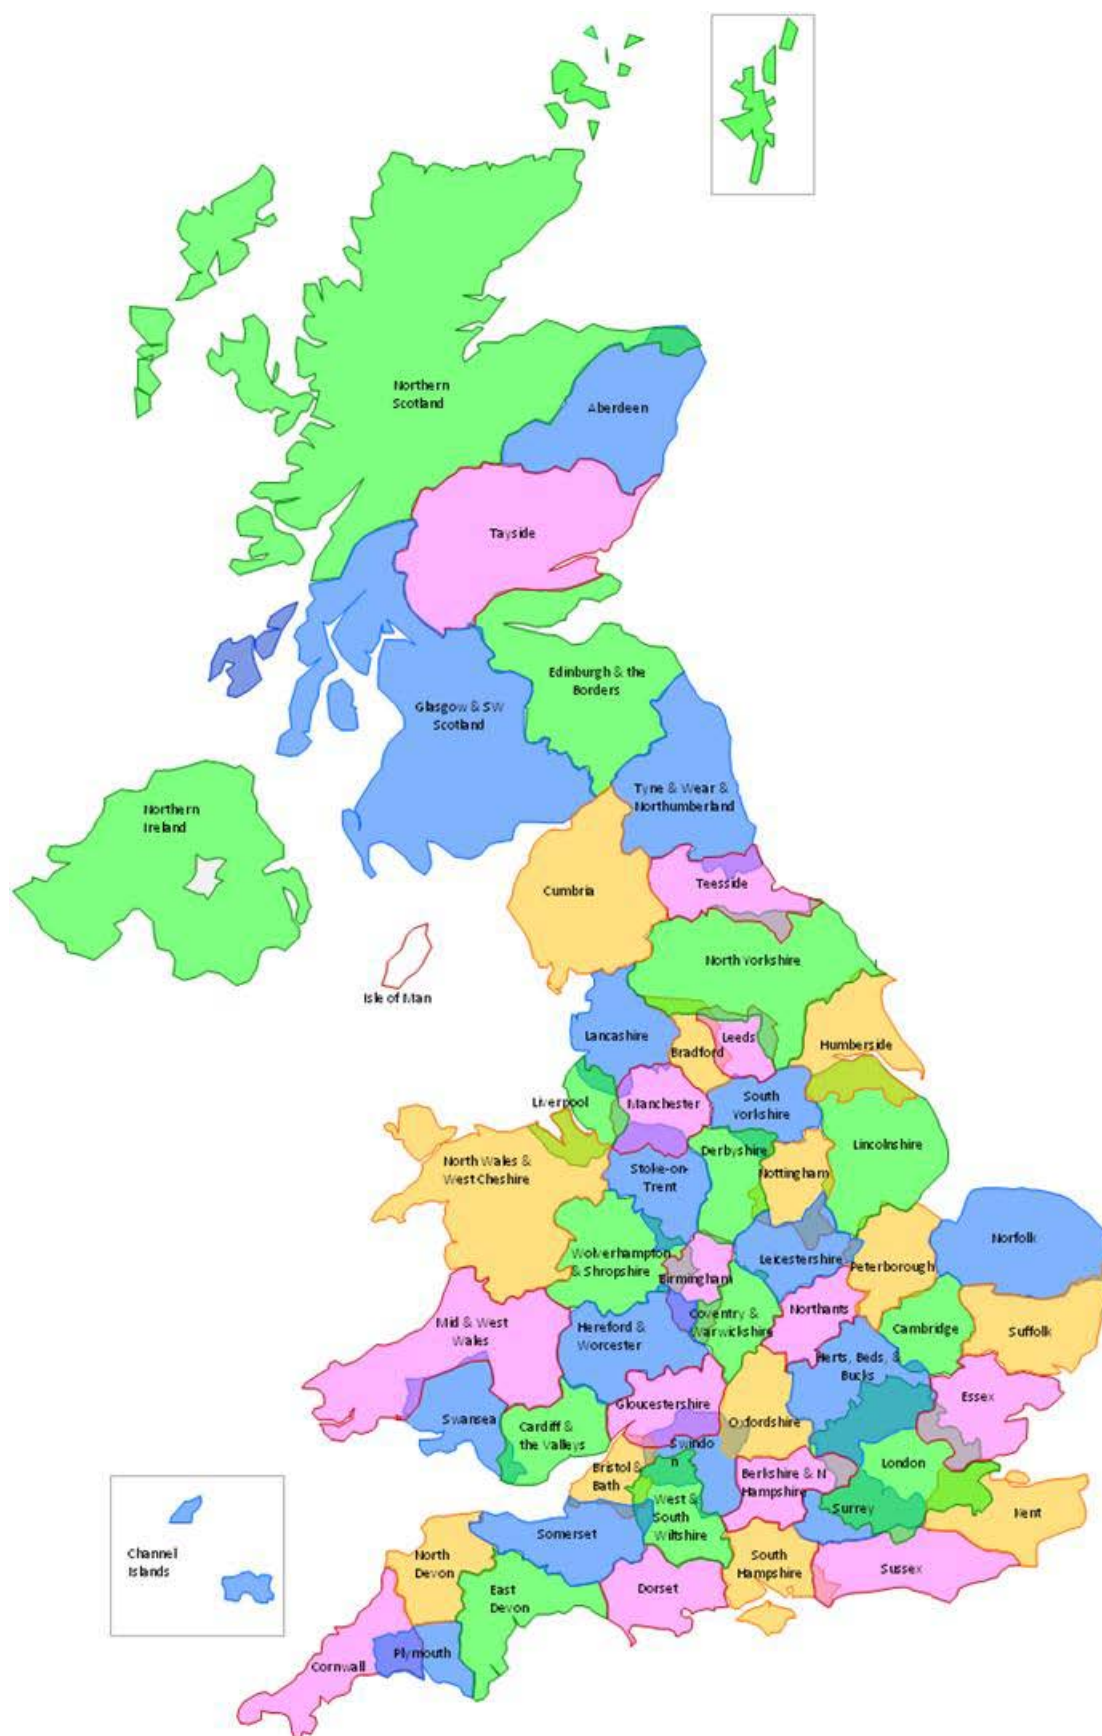 Northern
Scotland
Aberdeen
Tayside
Edinburgh & the
Borders
Glasgow & SW
Scotland
Tyne & Wear &
Northumberland
Northern
Ireland
Teesside
Cumbria
North Yorkshire
Isle of Man
Lancashire
Bradford
Leeds
Humberside
Liverpool
Manchester
South
Yorkshire
Derbyshire
Lincolnshire
North Wales &
West Cheshire
Stoke-on-
Trent
Nottingham
Norfolk
Wolverhampton
& Shropshire
Birmingham
Leicestershire
Peterborough
Mid & West
Wales
Hereford &
Worcester
Coventry &
Warwickshire
Northants
Cambridge
Suffolk
Herts, Beds, &
Bucks
Essex
Swansea
Cardiff &
the Valleys
Gloucestershire
Oxfordshire
Swindo
n
Bristol &
Bath
Berkshire & N
Hampshire
London
West &
South
Wiltshire
Surrey
Kent
Somerset
North
Devon
South
Hampshire
Sussex
Channel
Islands
East
Devon
Dorset
Plymouth
Cornwall